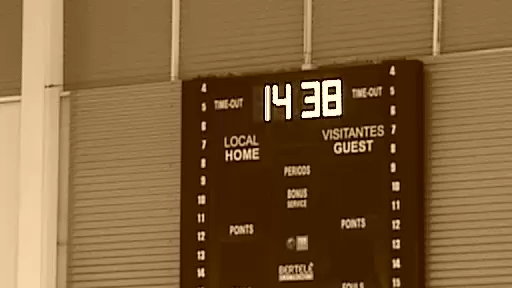 4 4
5 TIME-OUT 14 38 TIME-OUT 5
6 6
7 LOCAL VISITANTES 7
HOME GUEST
8 8
9 PERIODS 9
10 BONUS 10
SERVICE
11 11
12 POINTS POINTS 12
13 13
14 BERTELÉ 14
FOULS 15